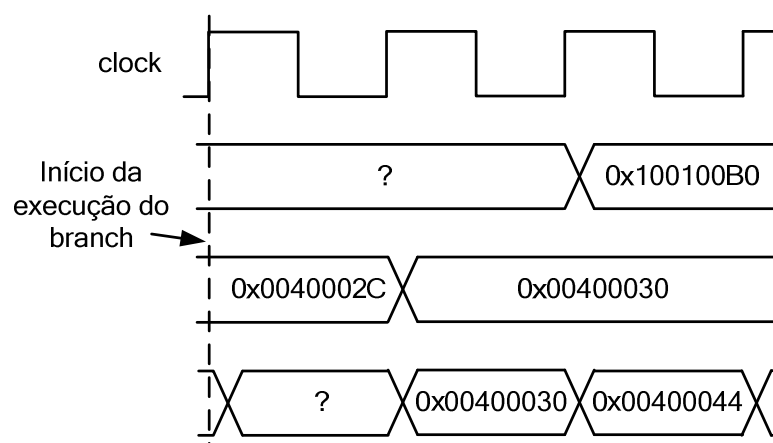 clock
?
0x100100B0
Início da
execução do
branch
0x0040002C
0x00400030
?
0x00400030
0x00400044